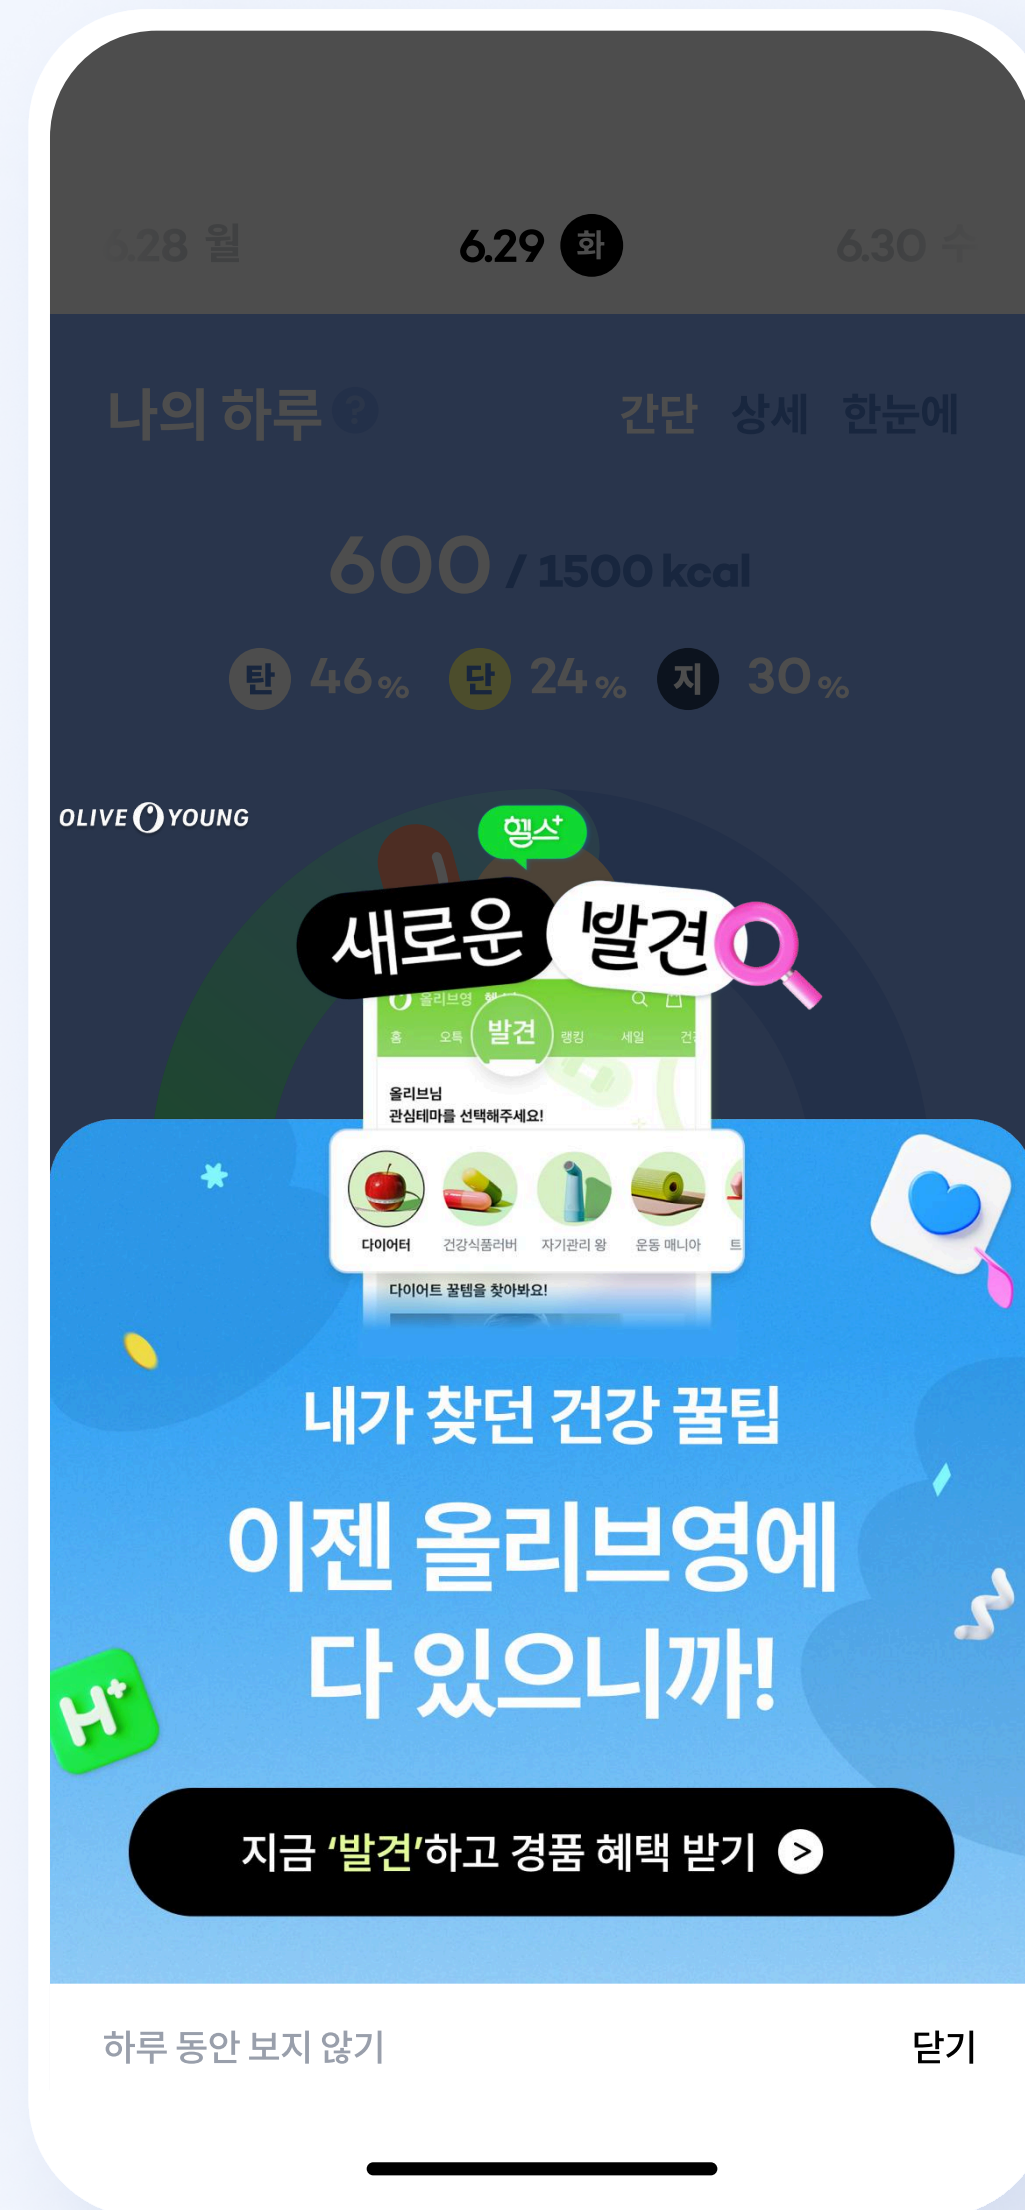 6.28 월
6.29 화
6.30 수
나의 하루 ?
간단 상세 한눈에
600 / 1500 kcal
탄 46% 단 24% 지 30%
OLIVE YOUNG
헬스+
새로운 발견
올리브영
홈 오특 발견 랭킹 세일
올리브님
관심테마를 선택해주세요!
다이어터 건강식품러버 자기관리 왕 운동 매니아
다이어트 꿀템을 찾아봐요!
내가 찾던 건강 꿀팁
이젠 올리브영에
다 있으니까!
H+
지금 ‘발견’하고 경품 혜택 받기 >
하루 동안 보지 않기
닫기